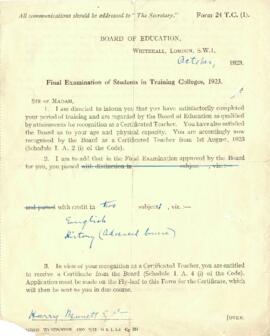 All communications should be addressed to "The Secretary."
Form 24 T.C. (1).
BOARD OF EDUCATION,
WHITEHALL, LONDON, S.W.1,
October, 1923.
Final Examination of Students in Training Colleges, 1923.
SIR OR MADAM,
1. I am directed to inform you that you have satisfactorily completed
your period of training and are regarded by the Board of Education as qualified
by attainments for recognition as a Certificated Teacher. You have also satisfied
the Board as to your age and physical capacity. You are accordingly now
recognised by the Board as a Certificated Teacher from 1st August, 1923
(Schedule I. A. 2 (i) of the Code).
2. I am to add that in the Final Examination approved by the Board
for you, you passed with distinction in subject , viz :—
and passed with credit in two subjects, viz. :—
English
History (Advanced Course)
3. In view of your recognition as a Certificated Teacher, you are entitled
to receive a Certificate from the Board (Schedule I. A. 4 (i) of the Code).
Application must be made on the Fly-leaf to this Form for the Certificate, which
will then be sent to you in due course.
Harry Bennett
[OVER.